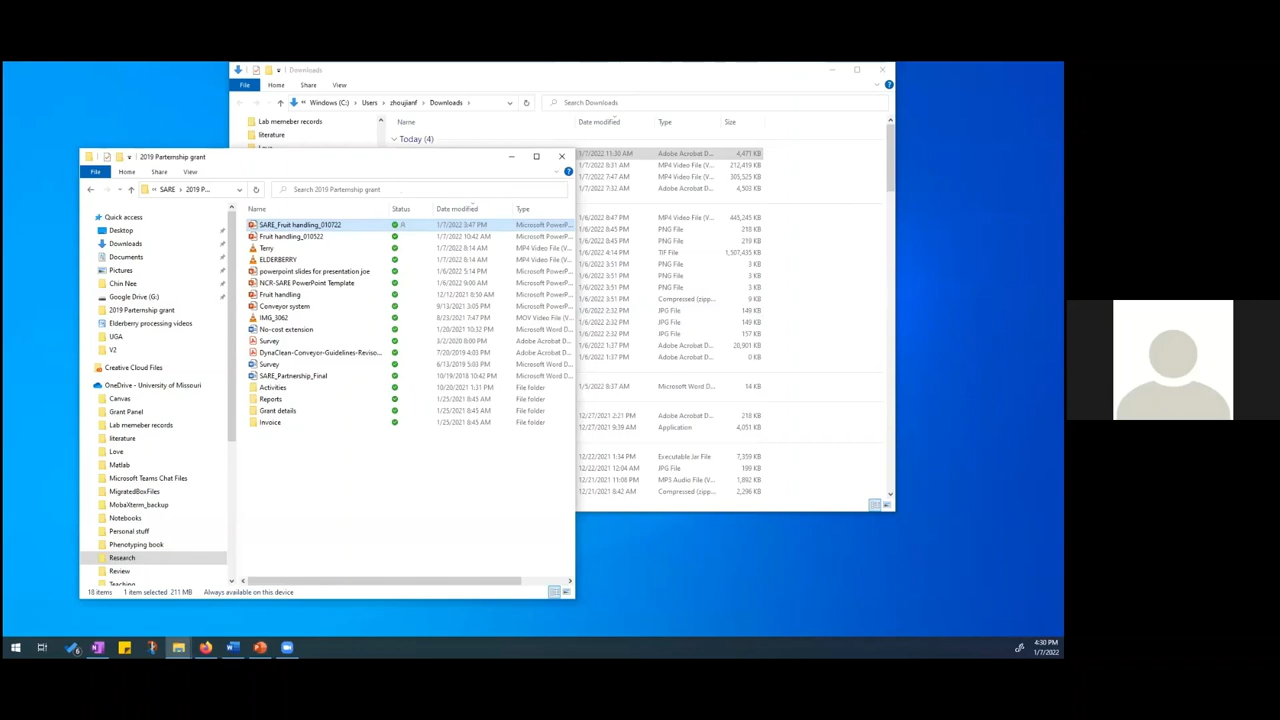 Downloads
File Home Share View
Windows (C:) Users zhoujianf Downloads
Search Downloads
Lab memeber records
literature
Name Date modified Type Size
Today (4)
1/7/2022 11:30 AM Adobe Acrobat D... 4,471 KB
1/7/2022 8:31 AM MP4 Video File (V... 212,419 KB
1/7/2022 7:47 AM MP4 Video File (V... 305,525 KB
1/7/2022 7:32 AM Adobe Acrobat D... 4,503 KB
1/6/2022 8:47 PM MP4 Video File (V... 445,245 KB
1/6/2022 8:45 PM PNG File 218 KB
1/6/2022 8:45 PM PNG File 219 KB
1/6/2022 4:14 PM TIF File 1,507,435 KB
1/6/2022 3:51 PM PNG File 3 KB
1/6/2022 3:51 PM PNG File 3 KB
1/6/2022 3:51 PM PNG File 3 KB
1/6/2022 3:51 PM Compressed (zipp... 9 KB
1/6/2022 2:32 PM JPG File 149 KB
1/6/2022 2:32 PM JPG File 149 KB
1/6/2022 2:32 PM JPG File 157 KB
1/6/2022 1:37 PM Adobe Acrobat D... 20,901 KB
1/6/2022 1:37 PM Adobe Acrobat D... 0 KB
1/5/2022 8:37 AM Microsoft Word D... 14 KB
12/27/2021 2:21 PM Adobe Acrobat D... 218 KB
12/27/2021 9:39 AM Application 4,051 KB
12/22/2021 1:34 PM Executable Jar File 7,359 KB
12/22/2021 12:04 AM JPG File 199 KB
12/21/2021 11:08 PM MP3 Audio File (V... 1,892 KB
12/21/2021 8:42 AM Compressed (zipp... 2,296 KB
2019 Parternship grant
File Home Share View
SARE 2019 P...
Search 2019 Parternship grant
Quick access
Desktop
Downloads
Documents
Pictures
Chin Nee
Google Drive (G:)
2019 Parternship grant
Elderberry processing videos
UGA
V2
Creative Cloud Files
OneDrive - University of Missouri
Canvas
Grant Panel
Lab memeber records
literature
Love
Matlab
Microsoft Teams Chat Files
MigratedBoxFiles
MobaXterm_backup
Notebooks
Personal stuff
Phenotyping book
Research
Review
Teaching
Name Status Date modified Type
SARE_Fruit handling_010722 1/7/2022 3:47 PM Microsoft PowerP...
Fruit handling_010522 1/7/2022 10:42 AM Microsoft PowerP...
Terry 1/7/2022 8:14 AM MP4 Video File (V...
ELDERBERRY 1/7/2022 8:14 AM MP4 Video File (V...
powerpoint slides for presentation joe 1/6/2022 5:14 PM Microsoft PowerP...
NCR-SARE PowerPoint Template 1/6/2022 9:00 AM Microsoft PowerP...
Fruit handling 12/12/2021 8:50 AM Microsoft PowerP...
Conveyor system 9/13/2021 3:05 PM Microsoft PowerP...
IMG_3062 8/23/2021 7:47 PM MOV Video File (V...
No-cost extension 1/20/2021 10:32 PM Microsoft Word D...
Survey 3/2/2020 8:00 PM Adobe Acrobat D...
DynaClean-Conveyor-Guidelines-Reviso... 7/20/2019 4:03 PM Adobe Acrobat D...
Survey 6/13/2019 5:03 PM Microsoft Word D...
SARE_Partnership_Final 10/19/2018 10:42 PM Microsoft Word D...
Activities 10/20/2021 1:31 PM File folder
Reports 1/25/2021 8:45 AM File folder
Grant details 1/25/2021 8:45 AM File folder
Invoice 1/25/2021 8:45 AM File folder
18 items 1 item selected 211 MB Always available on this device
4:30 PM
1/7/2022